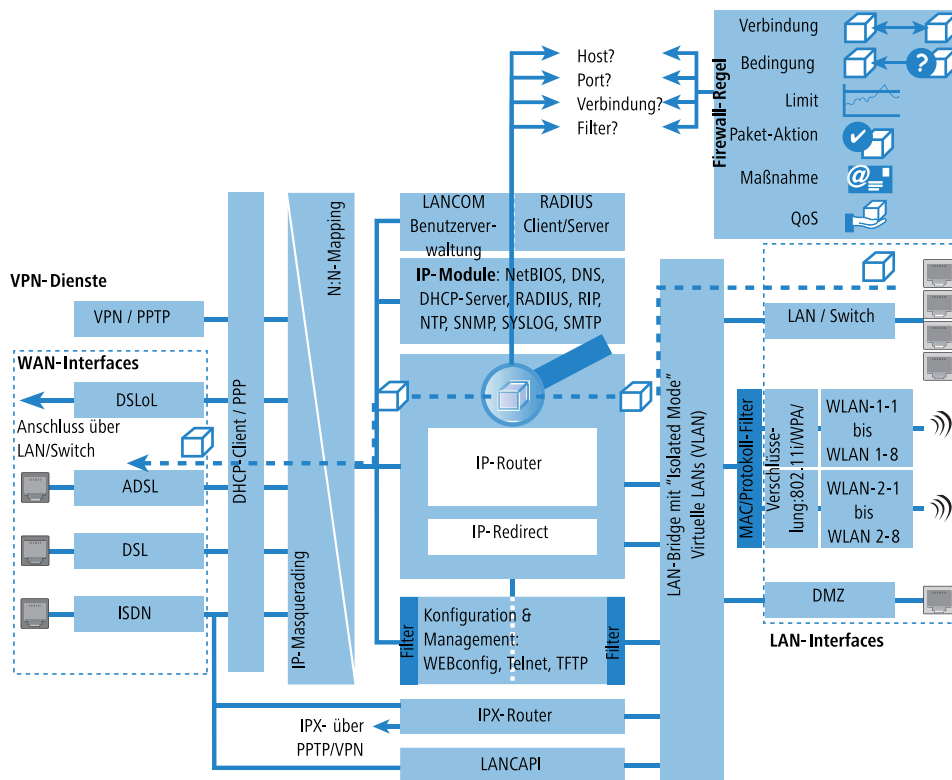 Host?
Port?
Verbindung?
Filter?
Firewall-Regel
Verbindung
Bedingung
?
Limit
Paket-Aktion
Maßnahme
@
QoS
LANCOM
Benutzerver-
waltung
RADIUS
Client/Server
IP-Module: NetBIOS, DNS,
DHCP-Server, RADIUS, RIP,
NTP, SNMP, SYSLOG, SMTP
VPN-Dienste
VPN / PPTP
WAN-Interfaces
DSLoL
Anschluss über
LAN/Switch
ADSL
DSL
ISDN
DHCP-Client / PPP
N:N-Mapping
IP-Masquerading
IP-Router
IP-Redirect
Filter
Konfiguration &
Management:
WEBconfig, Telnet, TFTP
Filter
IPX- über
PPTP/VPN
IPX-Router
LANCAPI
LAN-Bridge mit "Isolated Mode"
Virtuelle LANs (VLAN)
LAN / Switch
MAC/Protokoll-Filter
Verschlüsse-
lung:802.11i/WPA/
WLAN-1-1
bis
WLAN 1-8
WLAN-2-1
bis
WLAN 2-8
DMZ
LAN-Interfaces